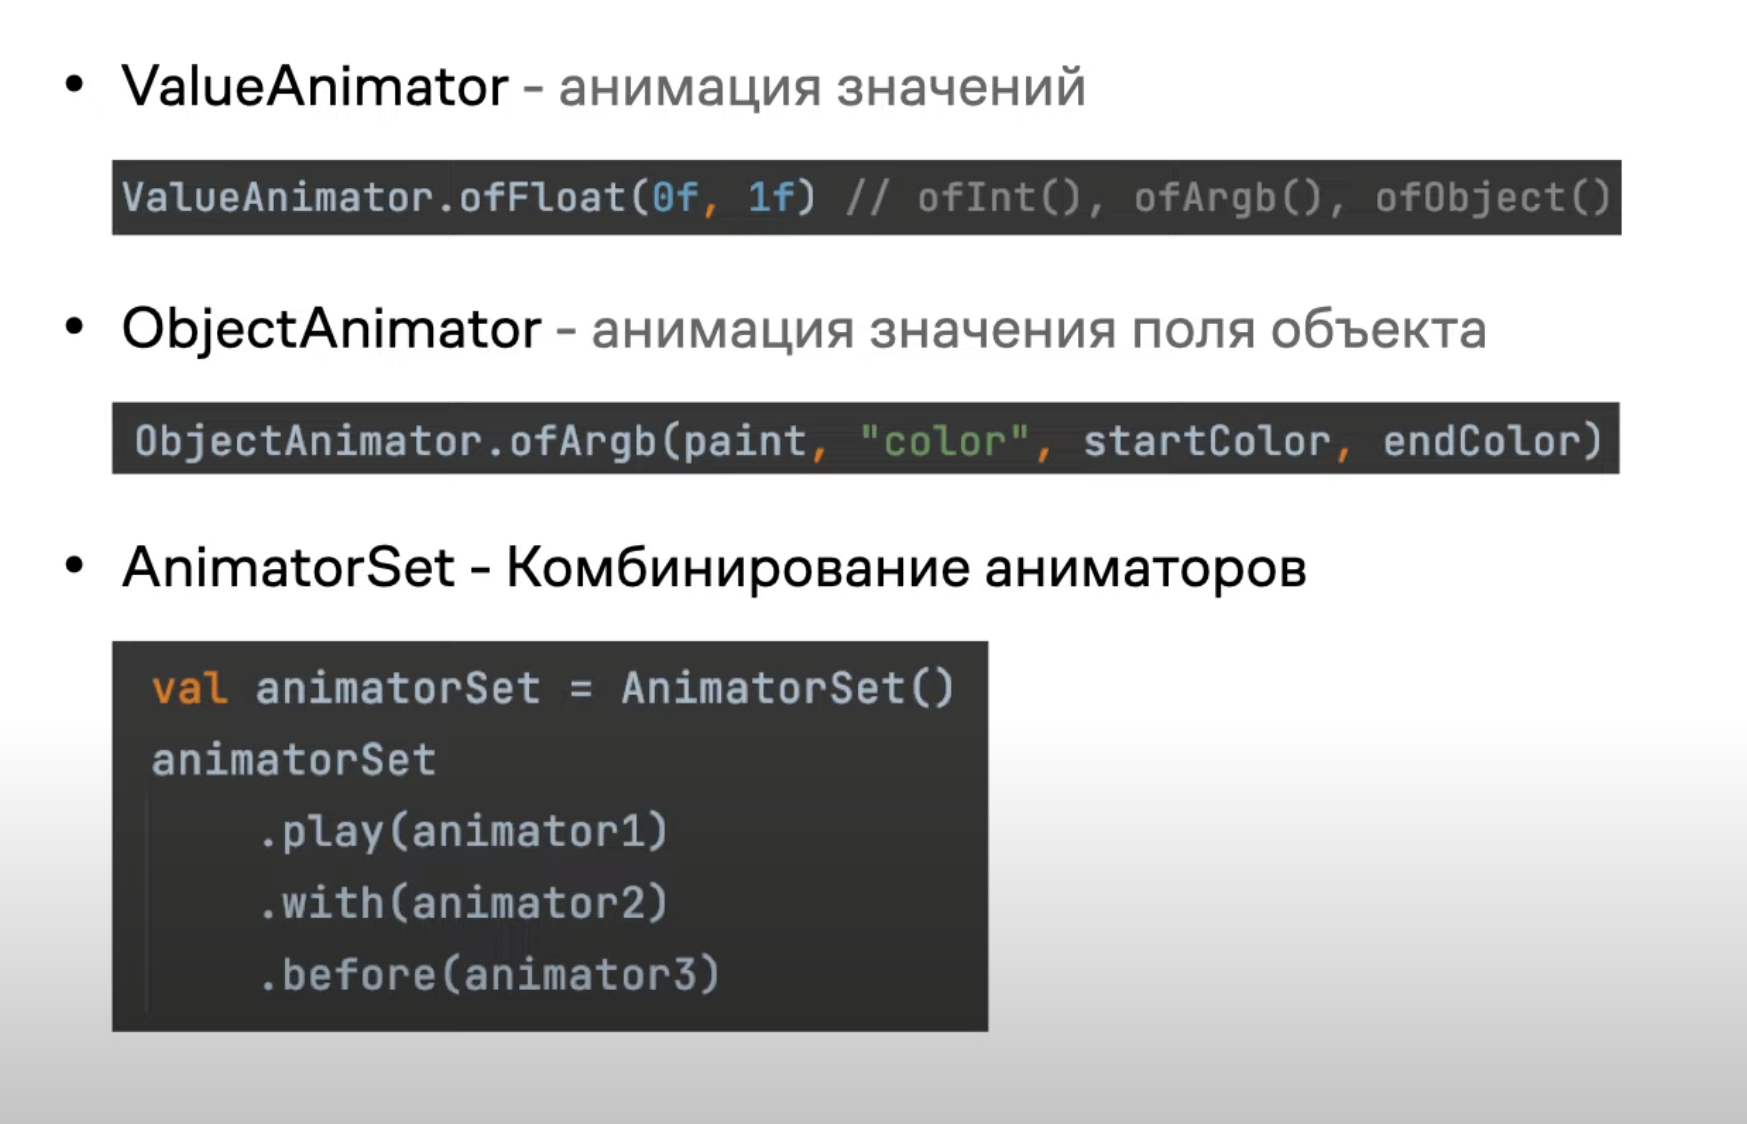 • ValueAnimator - анимация значений
ValueAnimator.ofFloat(0f, 1f) // ofInt(), ofArgb(), ofObject()
• ObjectAnimator - анимация значения поля объекта
ObjectAnimator.ofArgb(paint, "color", startColor, endColor)
• AnimatorSet - Комбинирование аниматоров
val animatorSet = AnimatorSet()
animatorSet
.play(animator1)
.with(animator2)
.before(animator3)